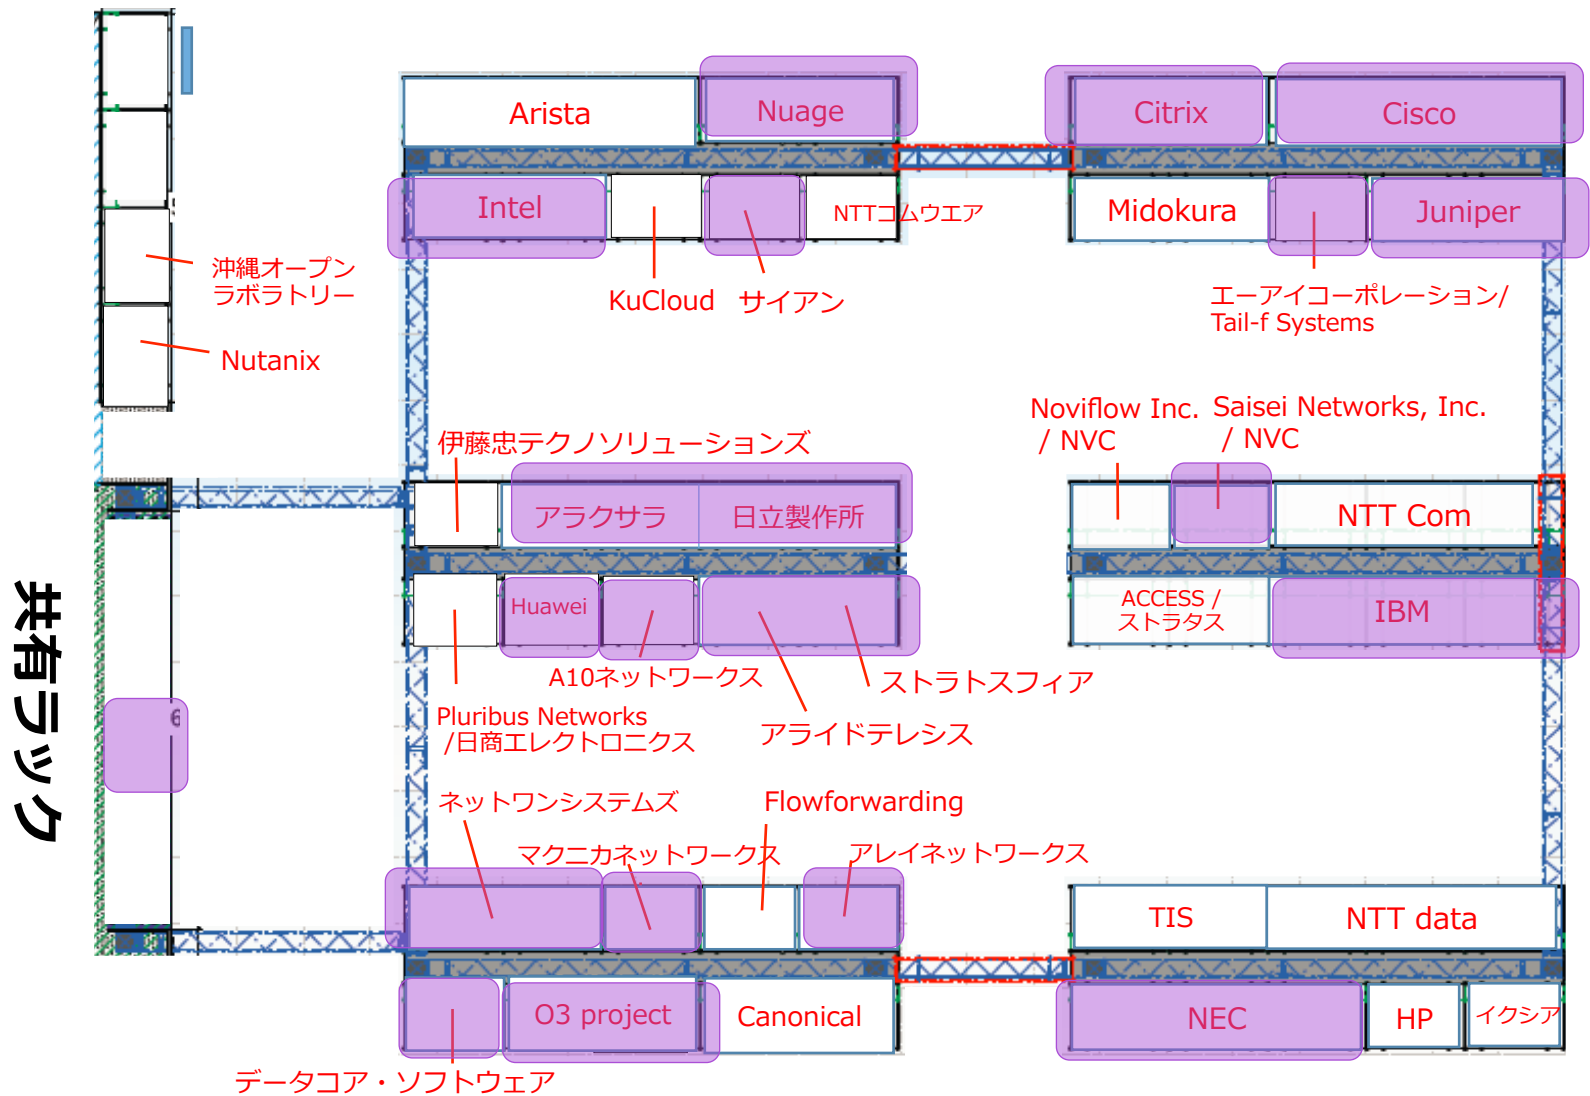 Arista
Nuage
Citrix
Cisco
Intel
NTTコムウエア
Midokura
Juniper
沖縄オープン
ラボラトリー
KuCloud
サイアン
エーアイコーポレーション/
Tail-f Systems
Nutanix
Noviflow Inc.
/ NVC
Saisei Networks, Inc.
/ NVC
伊藤忠テクノソリューションズ
アラクサラ
日立製作所
NTT Com
Huawei
ACCESS /
ストラタス
IBM
A10ネットワークス
ストラトスフィア
Pluribus Networks
/日商エレクトロニクス
アライドテレシス
共有ラック
6
ネットワンシステムズ
Flowforwarding
マクニカネットワークス
アレイネットワークス
TIS
NTT data
O3 project
Canonical
NEC
HP
イクシア
データコア・ソフトウェア